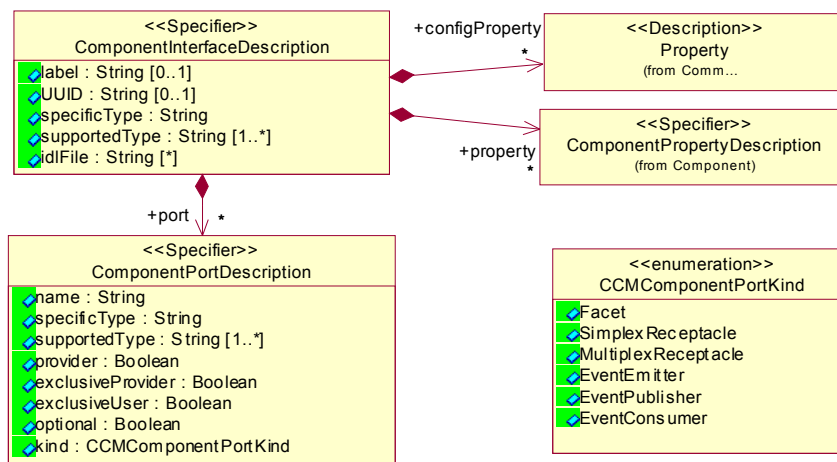 <<Specifier>>
ComponentInterfaceDescription
label : String [0..1]
UUID : String [0..1]
specificType : String
supportedType : String [1..*]
idlFile : String [*]
+configProperty
*
<<Description>>
Property
(from Comm...
+property
*
<<Specifier>>
ComponentPropertyDescription
(from Component)
+port
*
<<Specifier>>
ComponentPortDescription
name : String
specificType : String
supportedType : String [1..*]
provider : Boolean
exclusiveProvider : Boolean
exclusiveUser : Boolean
optional : Boolean
kind : CCMComponentPortKind
<<enumeration>>
CCMComponentPortKind
Facet
SimplexReceptacle
MultiplexReceptacle
EventEmitter
EventPublisher
EventConsumer